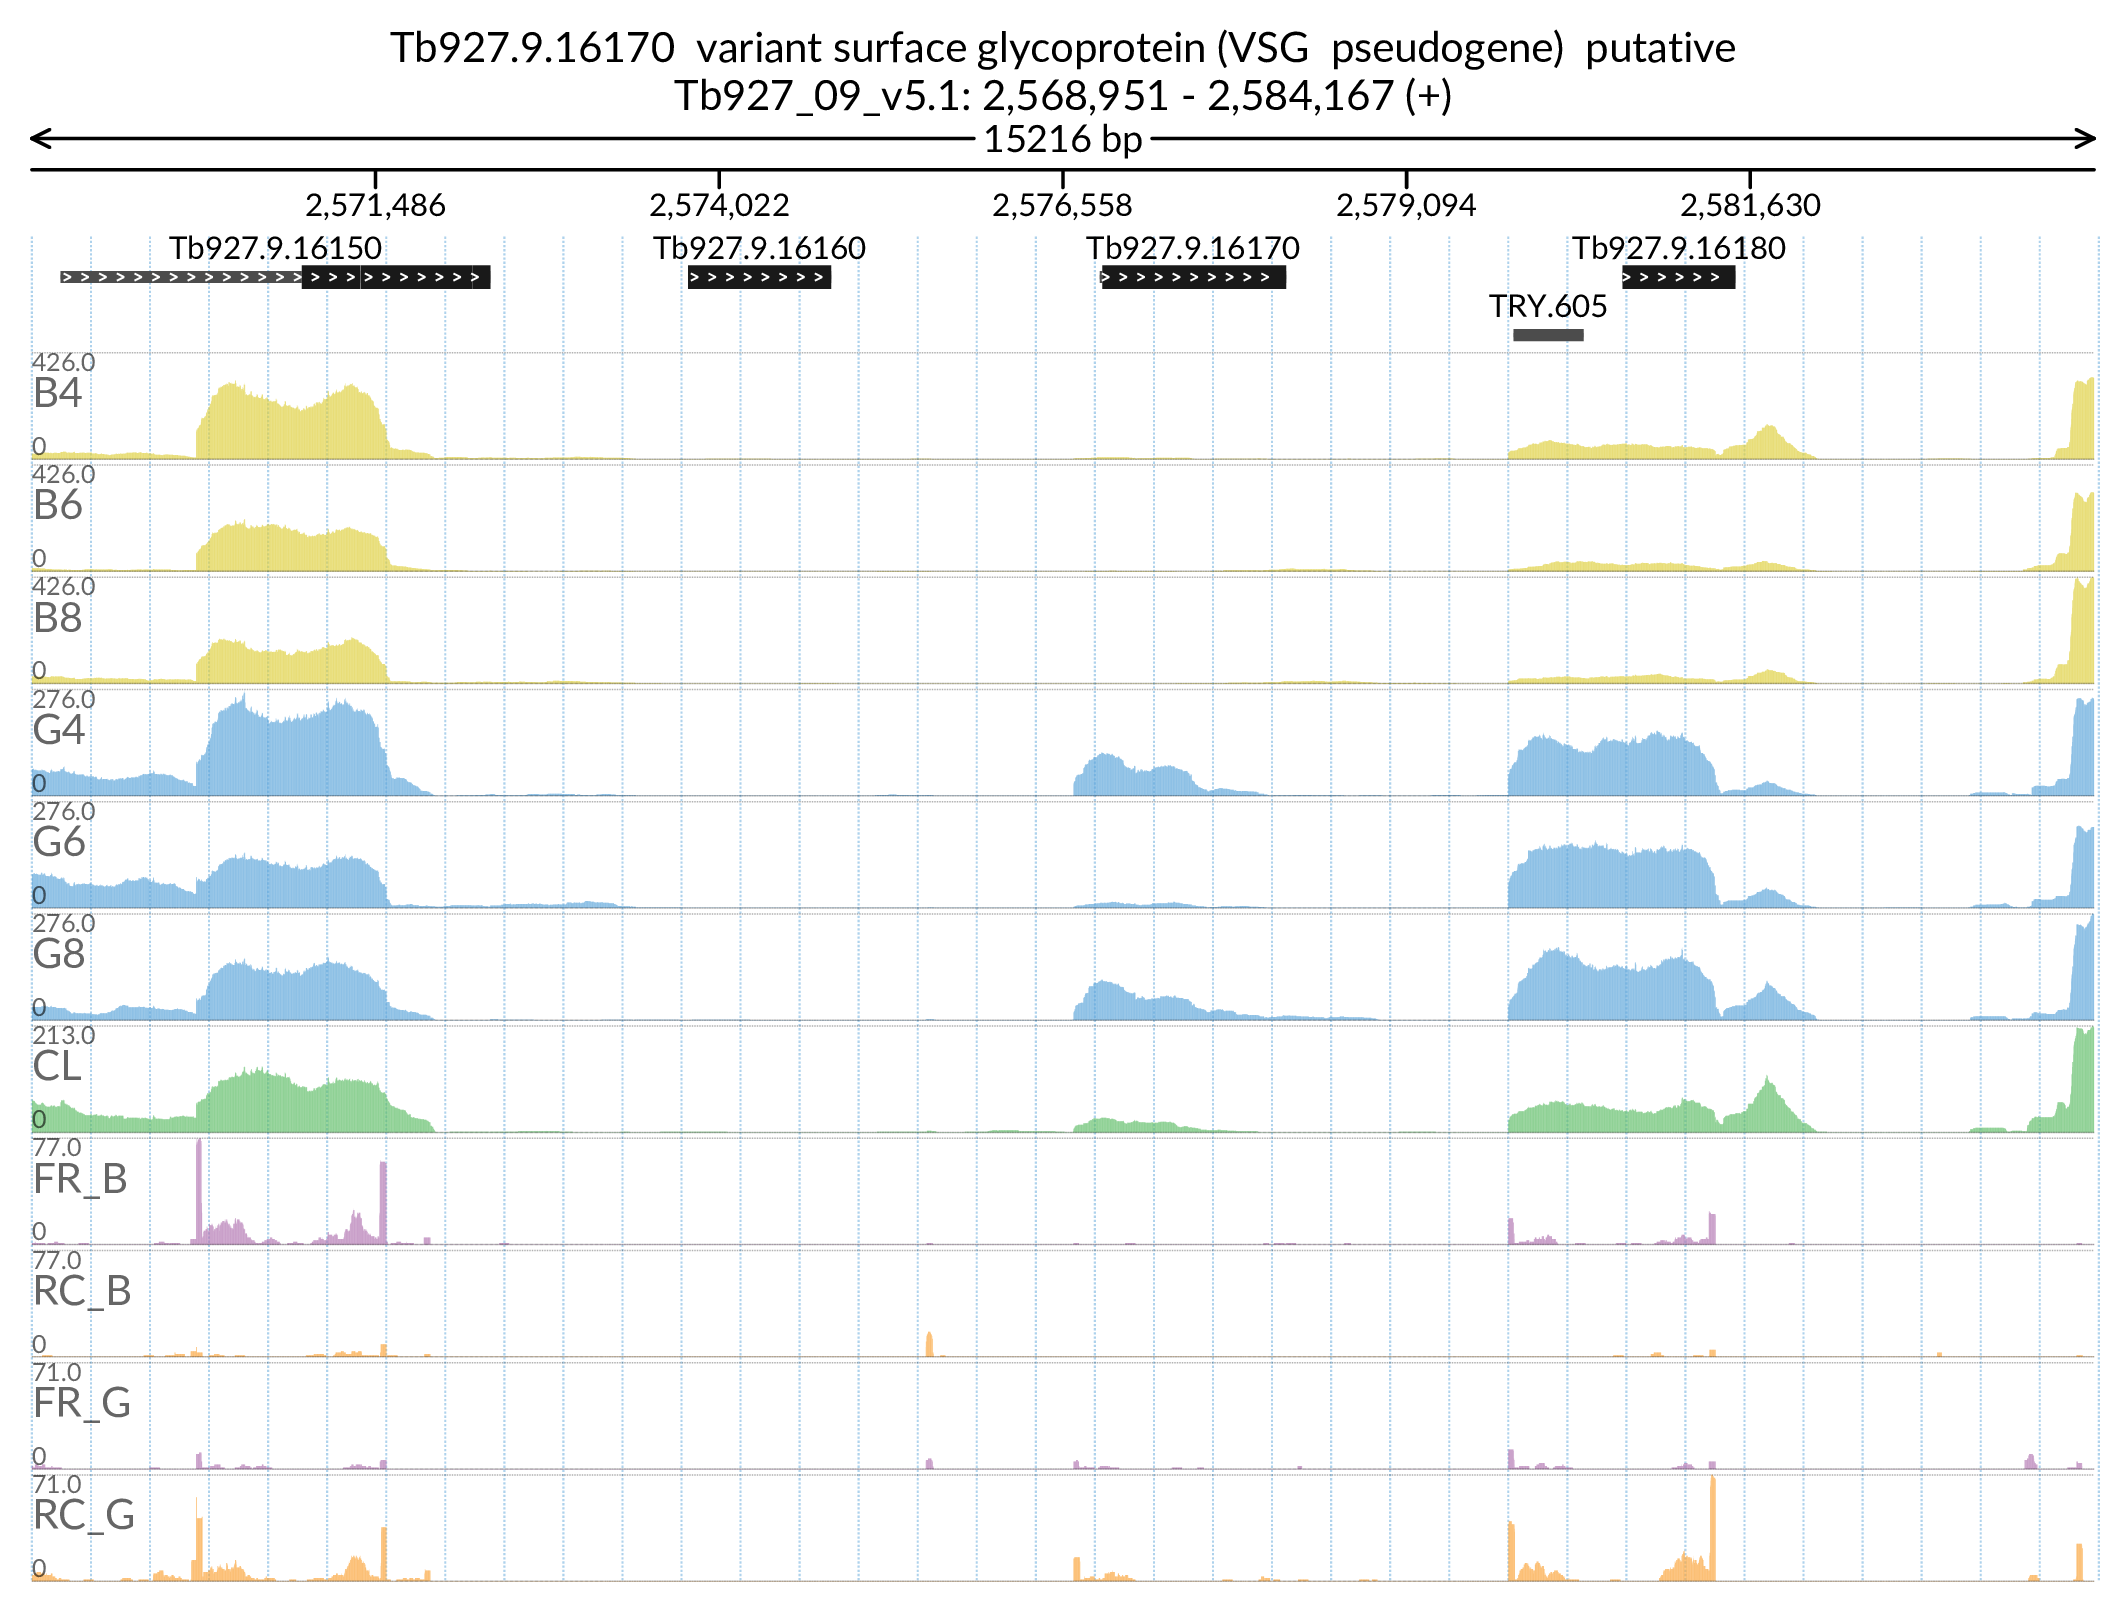 Tb927.9.16170 variant surface glycoprotein (VSG pseudogene) putative
Tb927_09_v5.1: 2,568,951 - 2,584,167 (+)
15216 bp
2,571,486 2,574,022 2,576,558 2,579,094 2,581,630
Tb927.9.16150 Tb927.9.16160 Tb927.9.16170 Tb927.9.16180
TRY.605
426.0
B4
0
426.0
B6
0
426.0
B8
0
276.0
G4
0
276.0
G6
0
276.0
G8
0
213.0
CL
0
77.0
FR_B
0
77.0
RC_B
0
71.0
FR_G
0
71.0
RC_G
0